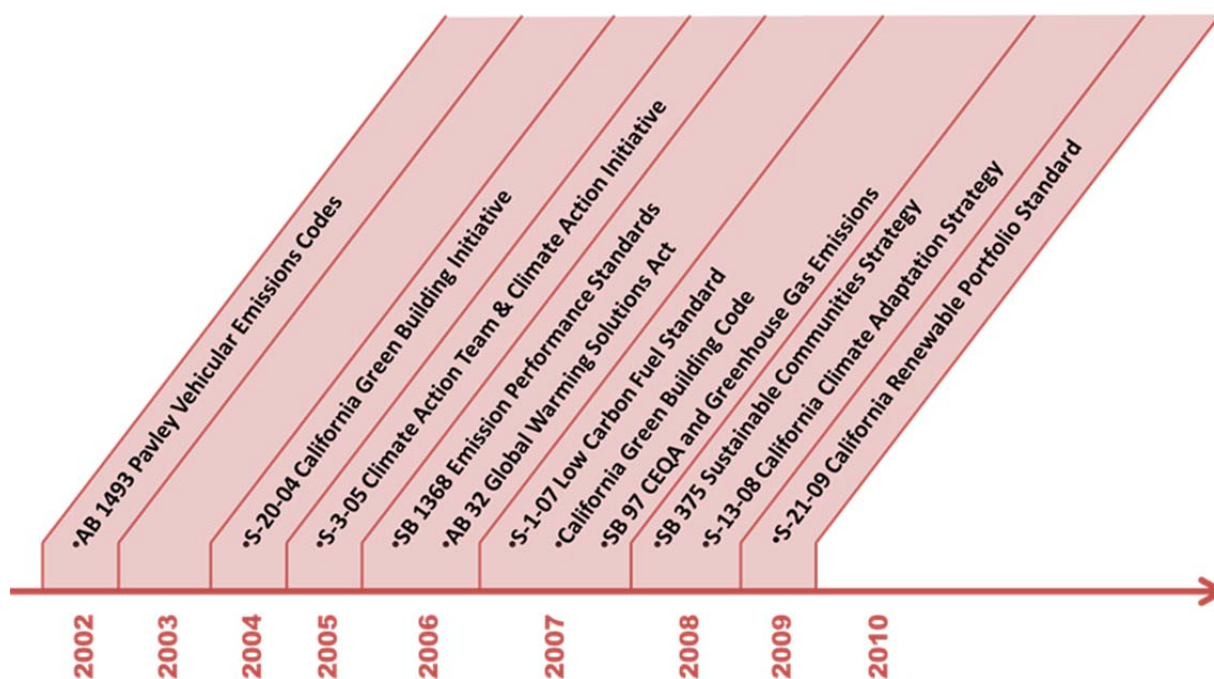 •AB 1493 Pavley Vehicular Emissions Codes
•S-20-04 California Green Building Initiative
•S-3-05 Climate Action Team & Climate Action Initiative
•SB 1368 Emission Performance Standards
•AB 32 Global Warming Solutions Act
•S-1-07 Low Carbon Fuel Standard
•California Green Building Code
•SB 97 CEQA and Greenhouse Gas Emissions
•SB 375 Sustainable Communities Strategy
•S-13-08 California Climate Adaptation Strategy
•S-21-09 California Renewable Portfolio Standard
2002
2003
2004
2005
2006
2007
2008
2009
2010